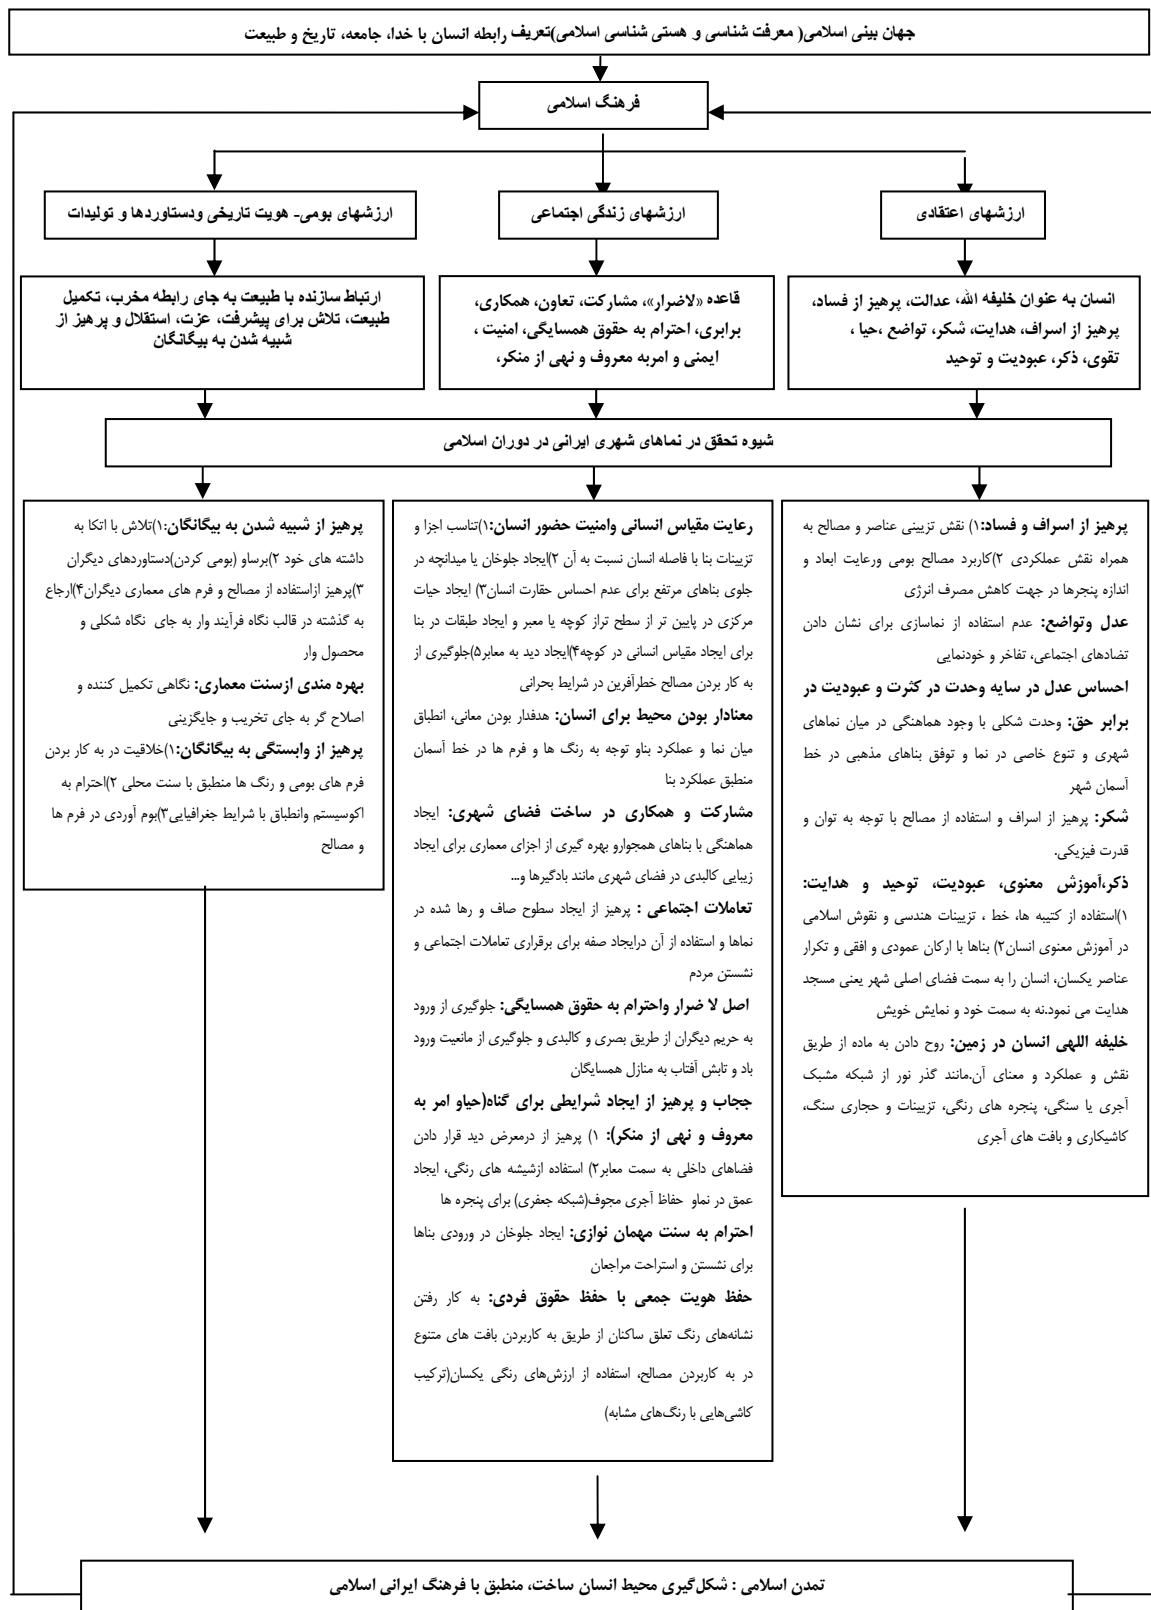 جهان بینی اسلامی( معرفت شناسی و هستی شناسی اسلامی)تعریف رابطه انسان با خدا، جامعه، تاریخ و طبیعت
فرهنگ اسلامی
ارزشهای اعتقادی
ارزشهای زندگی اجتماعی
ارزشهای بومی- هویت تاریخی ودستاوردها و تولیدات
انسان به عنوان خلیفه الله، عدالت، پرهیز از فساد،
پرهیز از اسراف، هدایت، شکر، تواضع ،حیا ،
تقوی، ذکر، عبودیت و توحید
قاعده «لاضرار»، مشارکت، تعاون، همکاری،
برابری، احترام به حقوق همسایگی، امنیت ،
ایمنی و امربه معروف و نهی از منکر،
ارتباط سازنده با طبیعت به جای رابطه مخرب، تکمیل
طبیعت، تلاش برای پیشرفت، عزت، استقلال و پرهیز از
شبیه شدن به بیگانگان
شیوه تحقق در نماهای شهری ایرانی در دوران اسلامی
پرهیز از اسراف و فساد:۱) نقش تزیینی عناصر و مصالح به
همراه نقش عملکردی ۲)کاربرد مصالح بومی ورعایت ابعاد و
اندازه پنجرها در جهت کاهش مصرف انرژی
عدل وتواضع: عدم استفاده از نماسازی برای نشان دادن
تضادهای اجتماعی، تفاخر و خودنمایی
احساس عدل در سایه وحدت در کثرت و عبودیت در
برابر حق: وحدت شکلی با وجود هماهنگی در میان نماهای
شهری و تنوع خاصی در نما و توفق بناهای مذهبی در خط
آسمان شهر
شکر: پرهیز از اسراف و استفاده از مصالح با توجه به توان و
قدرت فیزیکی.
ذکر،آموزش معنوی، عبودیت، توحید و هدایت:
۱)استفاده از کتیبه ها، خط ، تزیینات هندسی و نقوش اسلامی
در آموزش معنوی انسان۲) بناها با ارکان عمودی و افقی و تکرار
عناصر یکسان، انسان را به سمت فضای اصلی شهر یعنی مسجد
هدایت می نمود.نه به سمت خود و نمایش خویش
خلیفه اللهی انسان در زمین: روح دادن به ماده از طریق
نقش و عملکرد و معنای آن.مانند گذر نور از شبکه مشبک
آجری یا سنگی، پنجره های رنگی، تزیینات و حجاری سنگ،
کاشیکاری و بافت های آجری
رعایت مقیاس انسانی وامنیت حضور انسان:۱)تناسب اجزا و
تزیینات بنا با فاصله انسان نسبت به آن ۲)ایجاد جلوخان یا میدانچه در
جلوی بناهای مرتفع برای عدم احساس حقارت انسان۳) ایجاد حیات
مرکزی در پایین تر از سطح تراز کوچه یا معبر و ایجاد طبقات در بنا
برای ایجاد مقیاس انسانی در کوچه۴)ایجاد دید به معابر۵)جلوگیری از
به کار بردن مصالح خطرآفرین در شرایط بحرانی
معنادار بودن محیط برای انسان: هدفدار بودن معانی، انطباق
میان نما و عملکرد بناو توجه به رنگ ها و فرم ها در خط آسمان
منطبق عملکرد بنا
مشارکت و همکاری در ساخت فضای شهری: ایجاد
هماهنگی با بناهای همجوارو بهره گیری از اجزای معماری برای ایجاد
زیبایی کالبدی در فضای شهری مانند بادگیرها و...
تعاملات اجتماعی : پرهیز از ایجاد سطوح صاف و رها شده در
نماها و استفاده از آن درایجاد صفه برای برقراری تعاملات اجتماعی و
نشستن مردم
اصل لا ضرار واحترام به حقوق همسایگی: جلوگیری از ورود
به حریم دیگران از طریق بصری و کالبدی و جلوگیری از مانعیت ورود
باد و تابش آفتاب به منازل همسایگان
حجاب و پرهیز از ایجاد شرایطی برای گناه(حیاو امر به
معروف و نهی از منکر): ۱) پرهیز از درمعرض دید قرار دادن
فضاهای داخلی به سمت معابر۲) استفاده ازشیشه های رنگی، ایجاد
عمق در نماو حفاظ آجری مجوف(شبکه جعفری) برای پنجره ها
احترام به سنت مهمان نوازی: ایجاد جلوخان در ورودی بناها
برای نشستن و استراحت مراجعان
حفظ هویت جمعی با حفظ حقوق فردی: به کار رفتن
نشانه‌های رنگ تعلق ساکنان از طریق به کاربردن بافت های متنوع
در به کاربردن مصالح، استفاده از ارزش‌های رنگی یکسان(ترکیب
کاشی‌هایی با رنگ‌های مشابه)
پرهیز از شبیه شدن به بیگانگان:۱)تلاش با اتکا به
داشته های خود ۲)برساو (بومی کردن)دستاوردهای دیگران
۳)پرهیز ازاستفاده از مصالح و فرم های معماری دیگران۴)ارجاع
به گذشته در قالب نگاه فرآیند وار به جای نگاه شکلی و
محصول وار
بهره مندی ازسنت معماری: نگاهی تکمیل کننده و
اصلاح گر به جای تخریب و جایگزینی
پرهیز از وابستگی به بیگانگان:۱)خلاقیت در به کار بردن
فرم های بومی و رنگ ها منطبق با سنت محلی ۲)احترام به
اکوسیستم وانطباق با شرایط جغرافیایی۳)بوم آوردی در فرم ها
و مصالح
تمدن اسلامی : شکل‌گیری محیط انسان ساخت، منطبق با فرهنگ ایرانی اسلامی